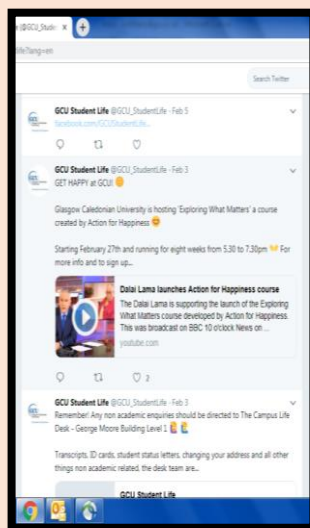 e (@GCU_Studen × +
life?lang=en
Search Twitter
GCU Student Life @GCU_StudentLife · Feb 5
facebook.com/GCUStudentLife...
GCU Student Life @GCU_StudentLife · Feb 3
GET HAPPY at GCU!
Glasgow Caledonian University is hosting 'Exploring What Matters' a course
created by Action for Happiness
Starting February 27th and running for eight weeks from 5.30 to 7.30pm For
more info and to sign up...
Dalai Lama launches Action for Happiness course
The Dalai Lama is supporting the launch of the Exploring
What Matters course developed by Action for Happiness.
This was broadcast on BBC 10 o'clock News on ...
youtube.com
2
GCU Student Life @GCU_StudentLife · Feb 3
Remember! Any non academic enquiries should be directed to The Campus Life
Desk - George Moore Building Level 1
Transcripts, ID cards, student status letters, changing your address and all other
things non academic related, the desk team are...
GCU Student Life